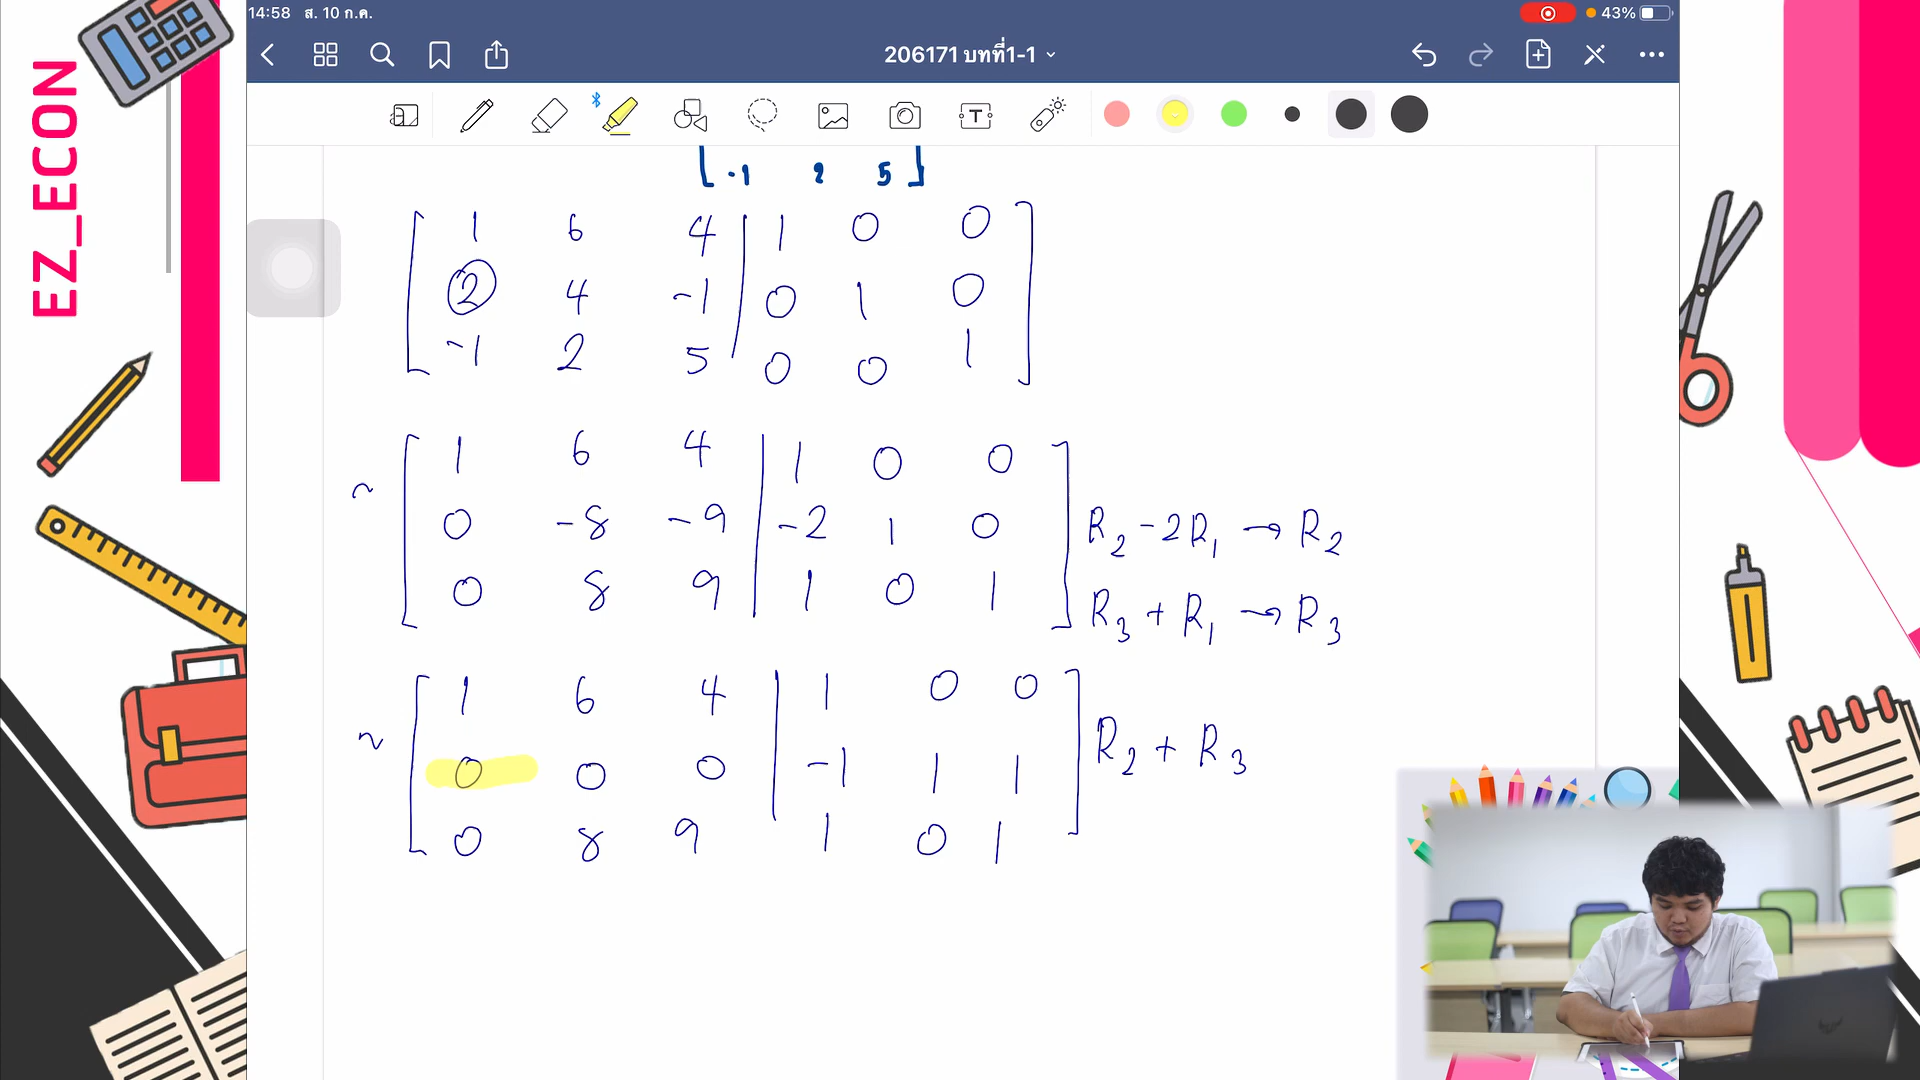 14:58 ส. 10 ก.ค.
43%
206171 บทที่1-1
EZ_ECON
T
-1 2 5
1 6 4 | 1 0 0
2 4 -1 | 0 1 0
-1 2 5 | 0 0 1
~ 1 6 4 | 1 0 0
0 -8 -9 | -2 1 0 R2 - 2R1 → R2
0 8 9 | 1 0 1 R3 + R1 → R3
~ 1 6 4 | 1 0 0
0 0 0 | -1 1 1 R2 + R3
0 8 9 1 0 1